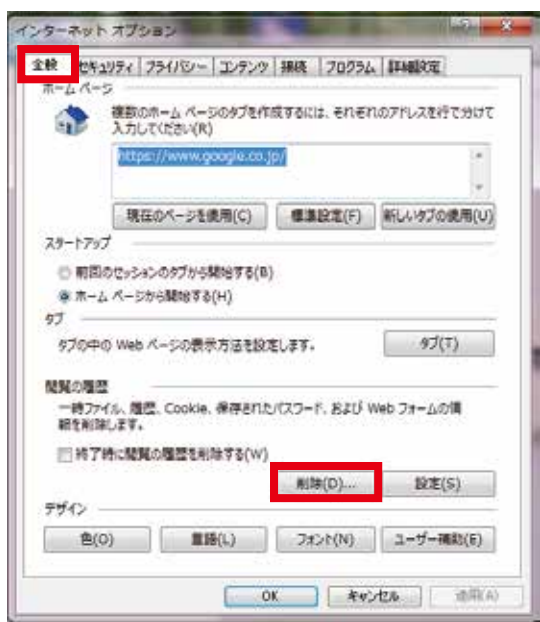 インターネット オプション
全般 セキュリティ プライバシー コンテンツ 接続 プログラム 詳細設定
ホーム ページ
複数のホーム ページのタブを作成するには、それぞれのアドレスを行で分けて
入力してください(R)
https://www.google.co.jp/
現在のページを使用(C) 標準設定(F) 新しいタブの使用(U)
スタートアップ
前回のセッションのタブから開始する(B)
ホーム ページから開始する(H)
タブ
タブの中の Web ページの表示方法を設定します。 タブ(T)
閲覧の履歴
一時ファイル、履歴、Cookie、保存されたパスワード、および Web フォームの情
報を削除します。
終了時に閲覧の履歴を削除する(W)
削除(D)... 設定(S)
デザイン
色(O) 言語(L) フォント(N) ユーザー補助(E)
OK キャンセル 適用(A)